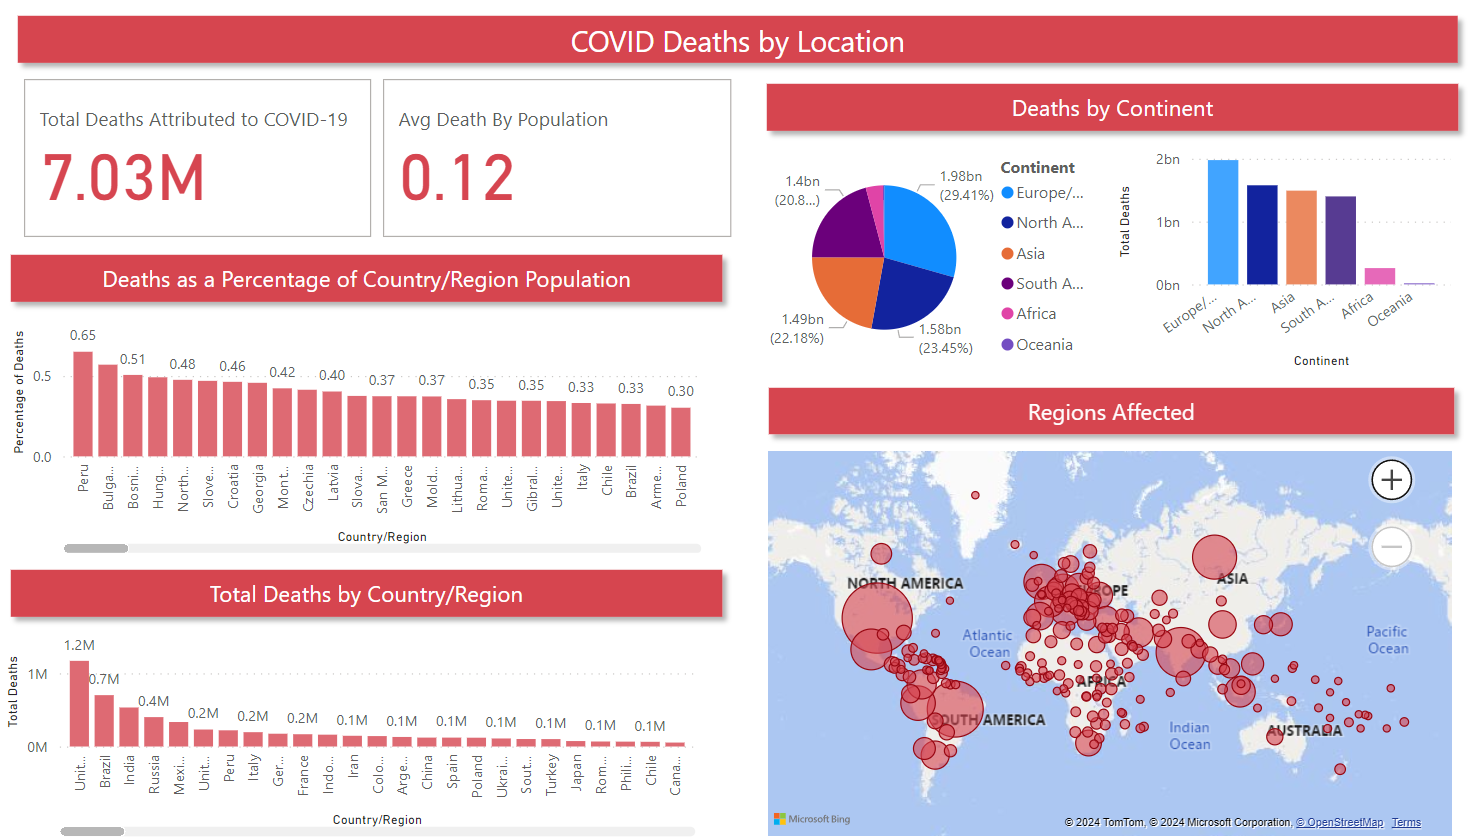 COVID Deaths by Location
Total Deaths Attributed to COVID-19
7.03M
Avg Death By Population
0.12
Deaths as a Percentage of Country/Region Population
Percentage of Deaths
0.5
0.0
0.65
0.51
0.48
0.46
0.42
0.40
0.37
0.37
0.35
0.35
0.33
0.33
0.30
Peru
Bulga...
Bosni...
Hung...
North...
Slove...
Croatia
Georgia
Mont...
Czechia
Latvia
Slova...
San M...
Greece
Mold...
Lithua...
Roma...
Unite...
Gibral...
Unite...
Italy
Chile
Brazil
Arme...
Poland
Country/Region
Total Deaths by Country/Region
Total Deaths
1M
0M
1.2M
0.7M
0.4M
0.2M
0.2M
0.2M
0.1M
0.1M
0.1M
0.1M
0.1M
0.1M
0.1M
Unit...
Brazil
India
Russia
Mexi...
Unit...
Peru
Italy
Ger...
France
Indo...
Iran
Colo...
Arge...
China
Spain
Poland
Ukrai...
Sout...
Turkey
Japan
Rom...
Phili...
Chile
Cana...
Country/Region
Deaths by Continent
1.98bn
(29.41%)
1.58bn
(23.45%)
1.49bn
(22.18%)
1.4bn
(20.8...)
Continent
Europe/...
North A...
Asia
South A...
Africa
Oceania
Total Deaths
2bn
1bn
0bn
Europe/...
North A...
Asia
South A...
Africa
Oceania
Continent
Regions Affected
NORTH AMERICA
ASIA
Atlantic
Ocean
Pacific
Ocean
AFRICA
SOUTH AMERICA
Indian
Ocean
AUSTRALIA
Microsoft Bing
© 2024 TomTom, © 2024 Microsoft Corporation, © OpenStreetMap Terms